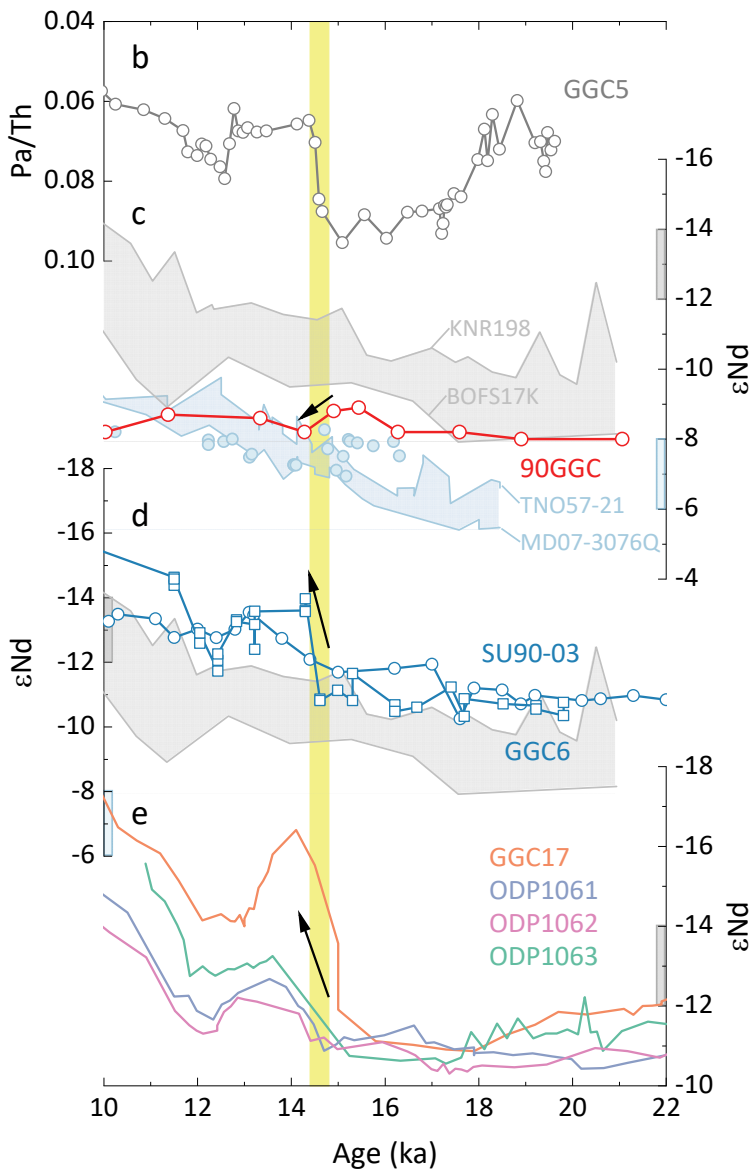 0.04
b
GGC5
0.06
Pa/Th
0.08
-16
c
-14
0.10
-12
KNR198
-10
εNd
BOFS17K
-8
90GGC
-18
-6
TNO57-21
-16
d
MD07-3076Q
-4
-14
εNd
SU90-03
-12
-10
GGC6
-8
-18
e
-6
GGC17
-16
ODP1061
ODP1062
-14
εNd
ODP1063
-12
-10
10 12 14 16 18 20 22
Age (ka)